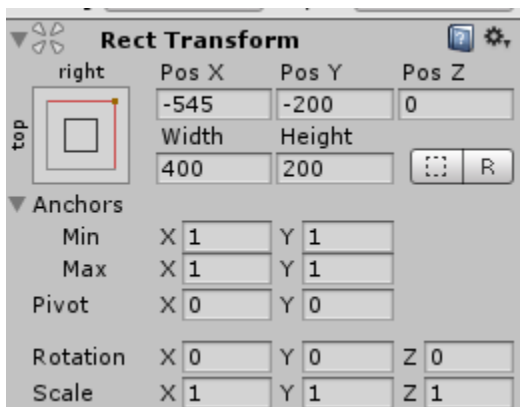 Rect Transform
right Pos X Pos Y Pos Z
top
-545 -200 0
Width Height
400 200 R
Anchors
Min X 1 Y 1
Max X 1 Y 1
Pivot X 0 Y 0
Rotation X 0 Y 0 Z 0
Scale X 1 Y 1 Z 1